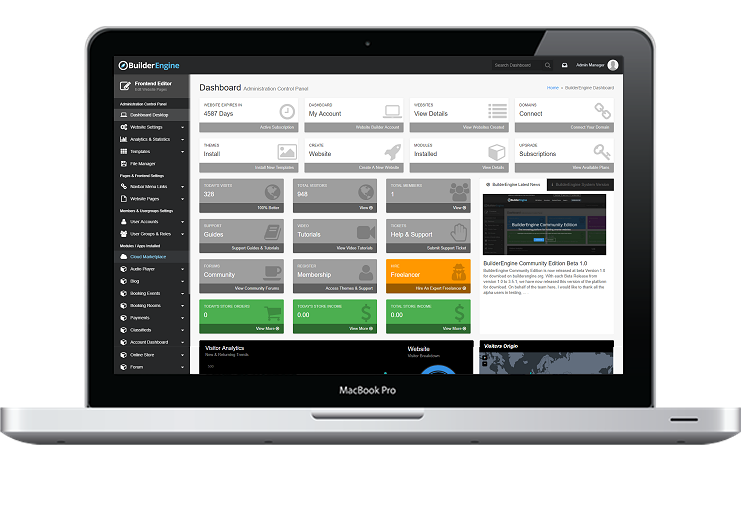 BuilderEngine
Search Dashboard
Admin Manager
Frontend Editor
Edit Website Pages
Administration Control Panel
Dashboard Desktop
Website Settings
Analytics & Statistics
Templates
File Manager
Pages & Frontend Settings
Navbar Menu Links
Website Pages
Members & Usergroups Settings
User Accounts
User Groups & Roles
Modules / Apps Installed
Cloud Marketplace
Audio Player
Blog
Booking Events
Booking Rooms
Payments
Classifieds
Account Dashboard
Online Store
Forum
Dashboard Administration Control Panel
Home
BuilderEngine Dashboard
WEBSITE EXPIRES IN
4587 Days
Active Subscription
DASHBOARD
My Account
Website Builder Account
WEBSITES
View Details
View Websites Created
DOMAINS
Connect
Connect Your Domain
THEMES
Install
Install New Templates
CREATE
Website
Create A New Website
MODULES
Installed
View Details
UPGRADE
Subscriptions
View Available Plans
TODAY'S VISITS
328
100% Better
TOTAL VISITORS
948
View
TOTAL MEMBERS
1
View
SUPPORT
Guides
Support Guides & Tutorials
VIDEO
Tutorials
View Video Tutorials
TICKETS
Help & Support
Submit Support Ticket
FORUMS
Community
View Community Forums
REGISTER
Membership
Access Themes & Support
HIRE
Freelancer
Hire An Expert Freelancer
TODAY'S STORE ORDERS
0
View More
TODAY'S STORE INCOME
0.00
View More
TOTAL STORE INCOME
0.00
View More
BuilderEngine Latest News
BuilderEngine System Version
BuilderEngine Community Edition
BuilderEngine Community Edition Beta 1.0
BuilderEngine Community Edition is now released at beta Version 1.0
for download on builderengine.org. With each Beta Release from
version 1.0 to 3.5.1, we have now released this version of the platform
for download. On behalf of the team here, I would like to thank all the
alpha users in testing ...
Visitor Analytics
New & Returning Trends
Website
Visitor Breakdown
Visitors Origin
MacBook Pro